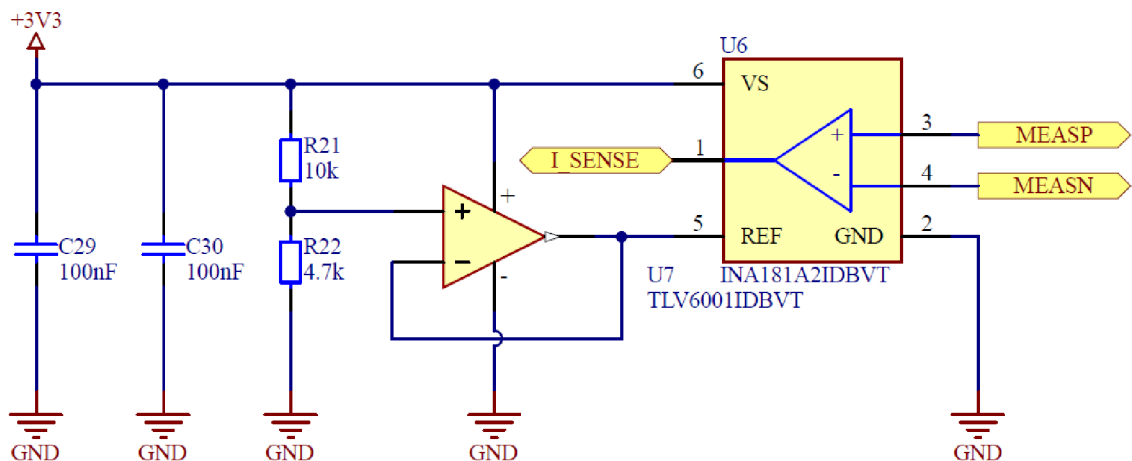 +3V3
U6
6
VS
R21
10k
I_SENSE
1
+
-
3
MEASP
4
MEASN
+
+
-
-
C29
100nF
C30
100nF
R22
4.7k
5
REF
GND
2
U7
INA181A2IDBVT
TLV6001IDBVT
GND
GND
GND
GND
GND